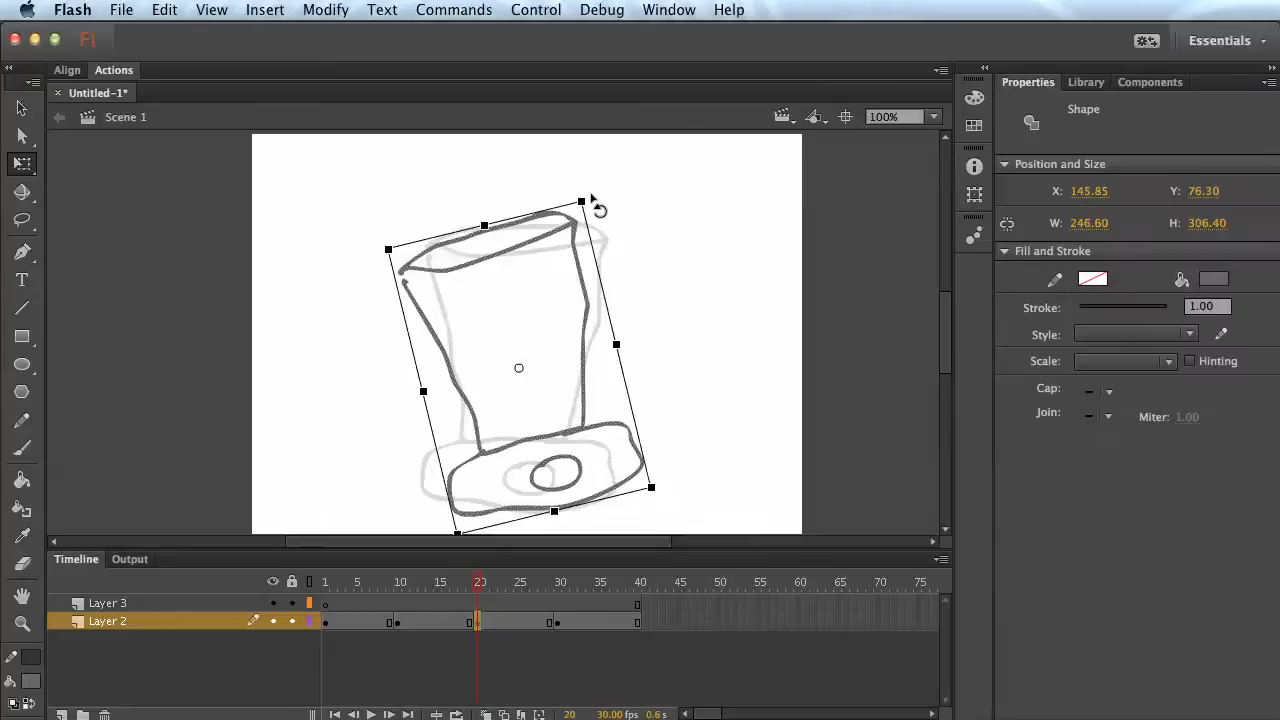 Flash File Edit View Insert Modify Text Commands Control Debug Window Help
Fl Essentials
Align Actions
Properties Library Components
Untitled-1*
Scene 1 100%
Shape
Position and Size
X: 145.85 Y: 76.30
W: 246.60 H: 306.40
Fill and Stroke
Stroke: 1.00
Style:
Scale: Hinting
Cap:
Join: Miter: 1.00
T
Timeline Output
1 5 10 15 20 25 30 35 40 45 50 55 60 65 70 75
Layer 3
Layer 2
20 30.00 fps 0.6 s